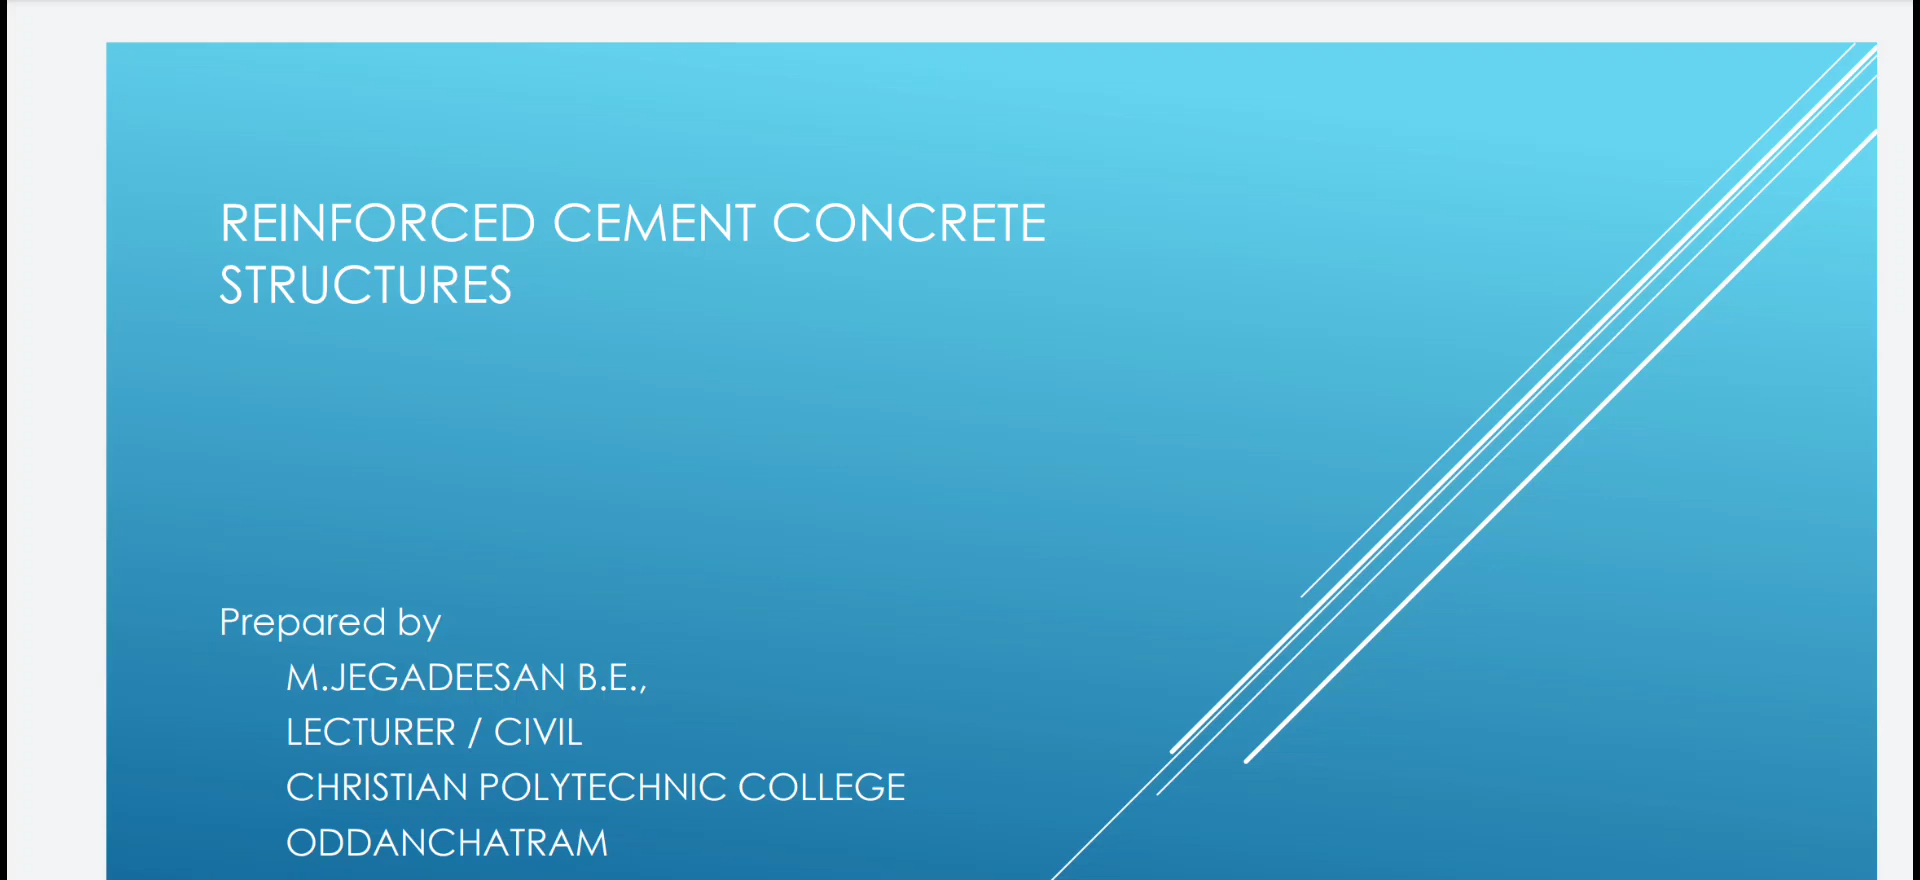 REINFORCED CEMENT CONCRETE
STRUCTURES
Prepared by
M.JEGADEESAN B.E.,
LECTURER / CIVIL
CHRISTIAN POLYTECHNIC COLLEGE
ODDANCHATRAM